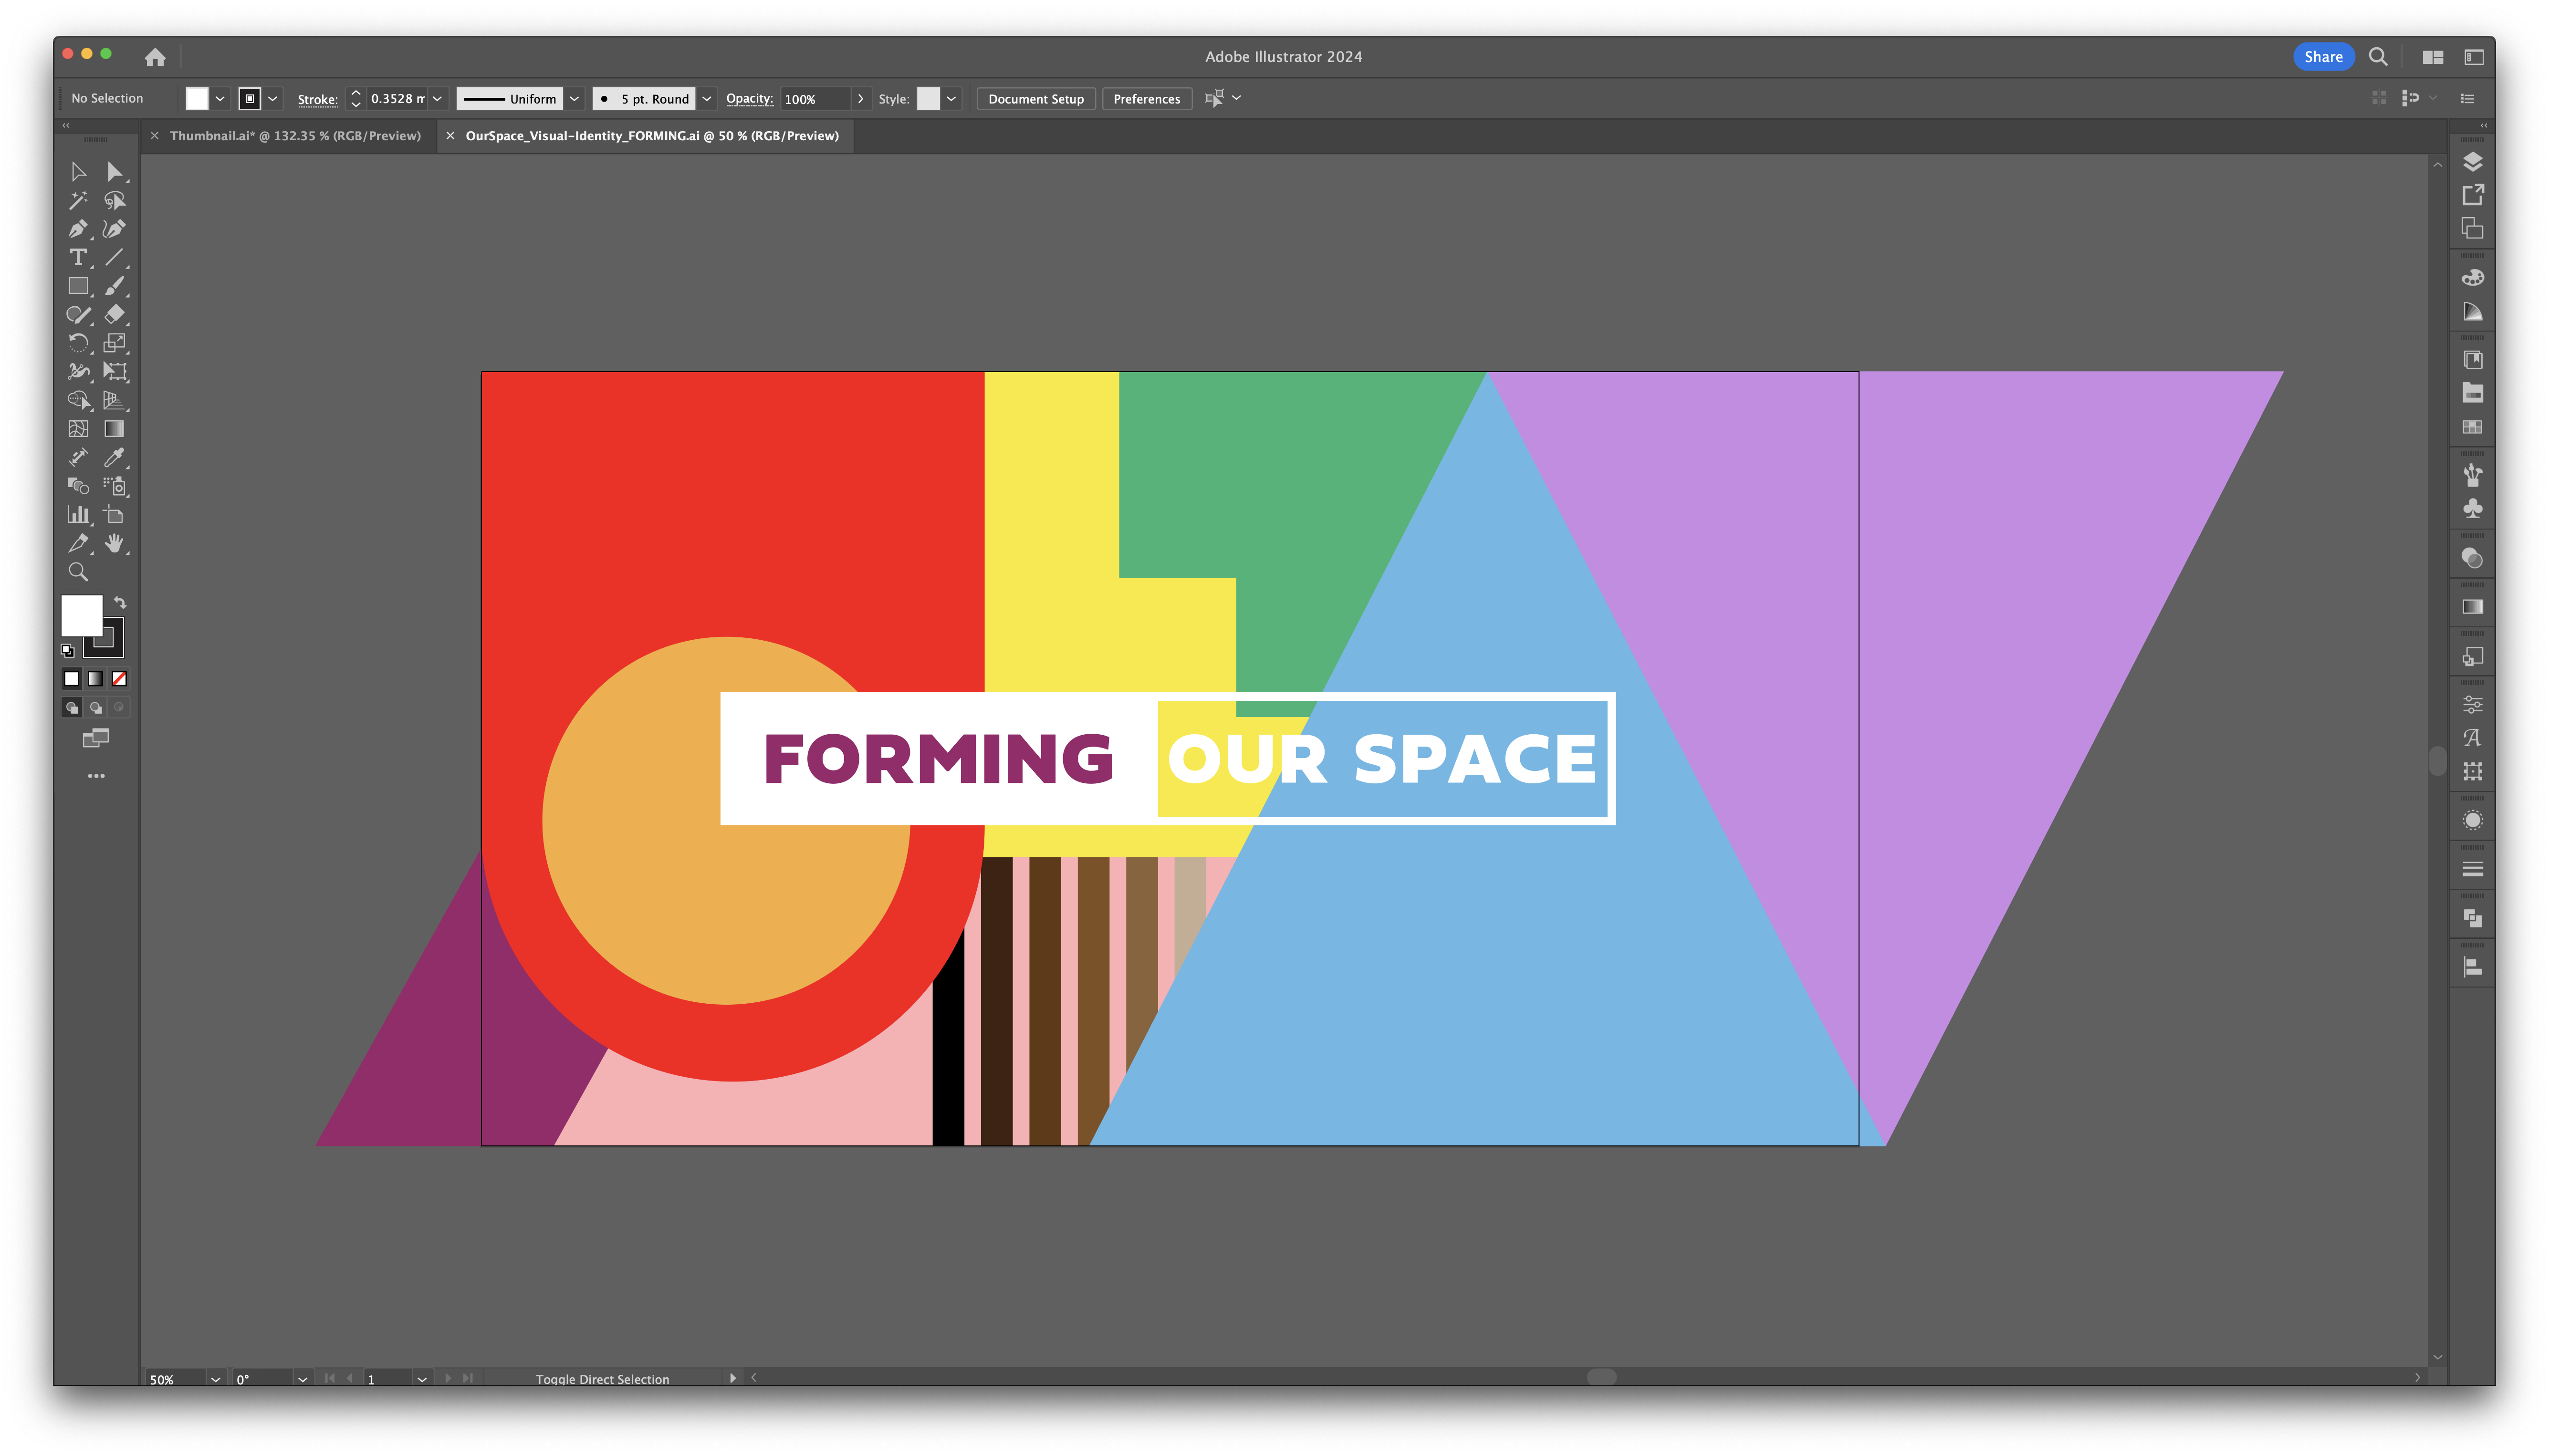 Adobe Illustrator 2024
Share
No Selection
Stroke:
0.3528 m
Uniform
5 pt. Round
Opacity:
100%
Style:
Document Setup
Preferences
Thumbnail.ai* @ 132.35 % (RGB/Preview)
OurSpace_Visual-Identity_FORMING.ai @ 50 % (RGB/Preview)
FORMING OUR SPACE
50%
0°
1
Toggle Direct Selection